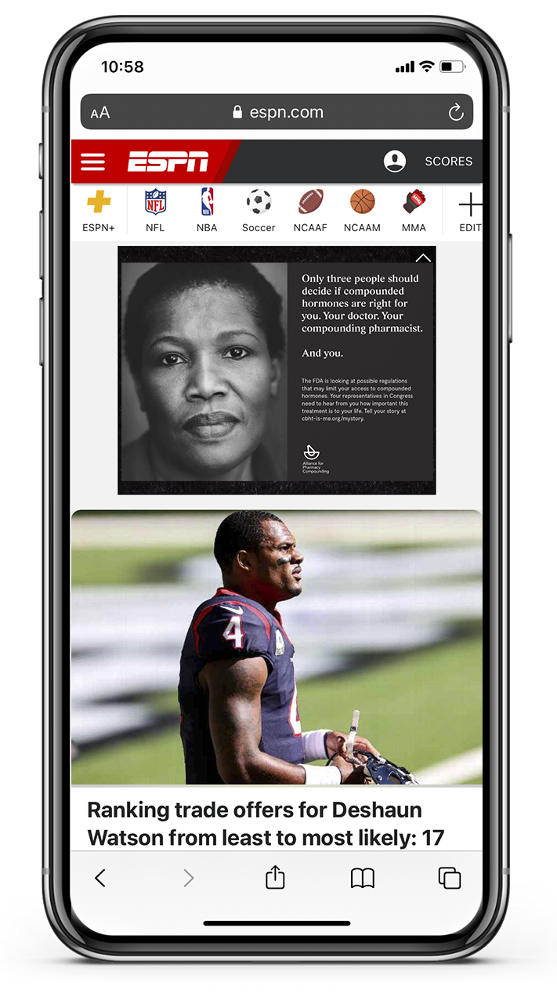 10:58
AA espn.com
ESPN SCORES
NFL NBA
ESPN+ NFL NBA Soccer NCAAF NCAAM MMA EDIT
Only three people should
decide if compounded
hormones are right for
you. Your doctor. Your
compounding pharmacist.
And you.
The FDA is looking at possible regulations
that may limit your access to compounded
hormones. Your representatives in Congress
need to hear from you how important this
treatment is to your life. Tell your story at
cbht-is-me.org/mystory.
Alliance for
Pharmacy
Compounding
4
Ranking trade offers for Deshaun
Watson from least to most likely: 17